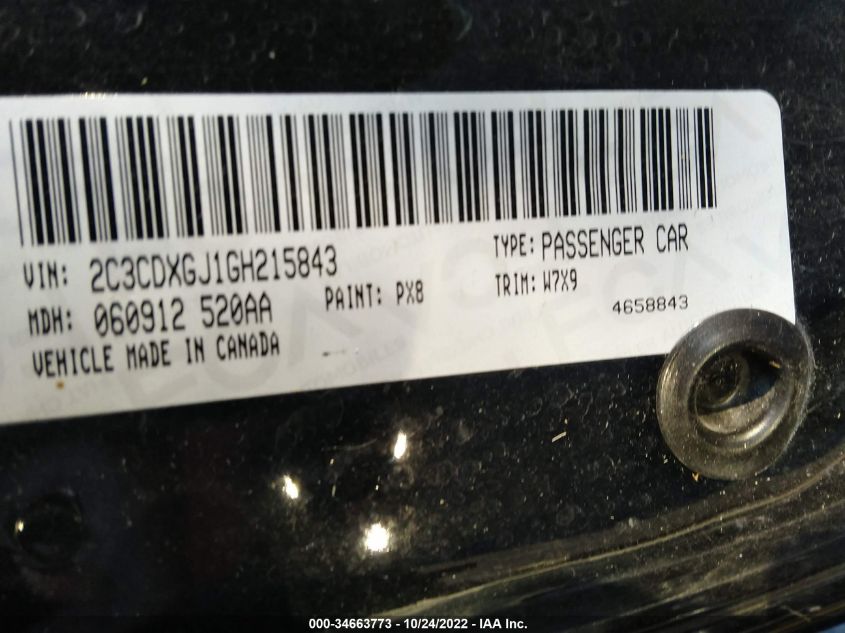 VIN: 2C3CDXGJ1GH215843
TYPE: PASSENGER CAR
MDH: 060912 520AA
PAINT: PX8
TRIM: W7X9
4658843
VEHICLE MADE IN CANADA
000-34663773 - 10/24/2022 - IAA Inc.